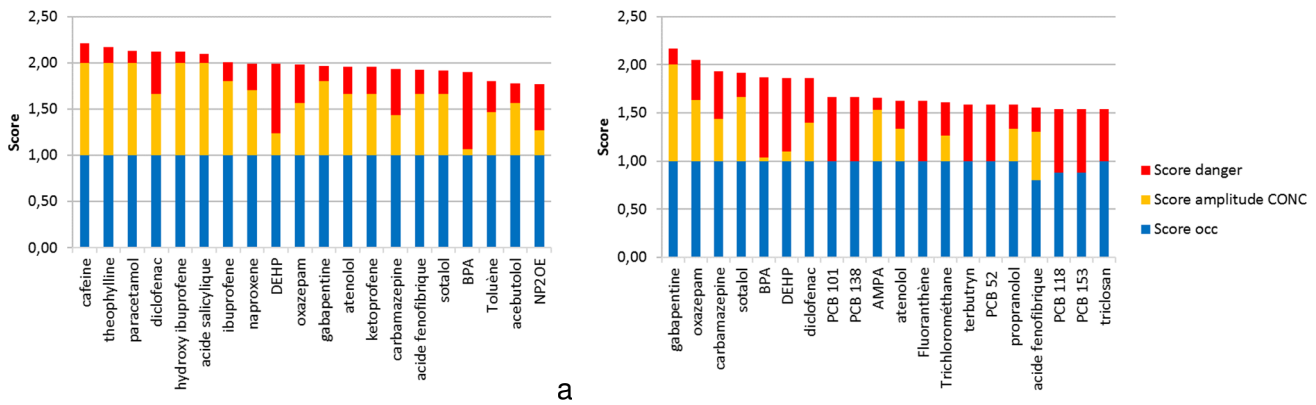 2,50
2,00
1,50
1,00
0,50
0,00
Score
cafeine
theophylline
paracetamol
diclofenac
hydroxy ibuprofene
acide salicylique
ibuprofene
naproxene
DEHP
oxazepam
gabapentine
atenolol
ketoprofene
carbamazepine
acide fenofibrique
sotalol
BPA
Toluène
acebutolol
NP2OE
a
2,50
2,00
1,50
1,00
0,50
0,00
Score
gabapentine
oxazepam
carbamazepine
sotalol
BPA
DEHP
diclofenac
PCB 101
PCB 138
AMPA
atenolol
Fluoranthène
Trichlorométhane
terbutryn
PCB 52
propranolol
acide fenofibrique
PCB 118
PCB 153
triclosan
Score danger
Score amplitude CONC
Score occ